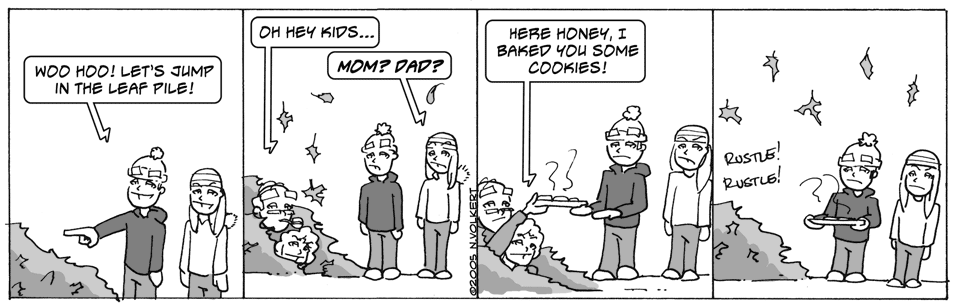 WOO HOO! LET'S JUMP
IN THE LEAF PILE!
OH HEY KIDS...
MOM? DAD?
HERE HONEY, I
BAKED YOU SOME
COOKIES!
©2005 N.VOLKERT
RUSTLE!
RUSTLE!